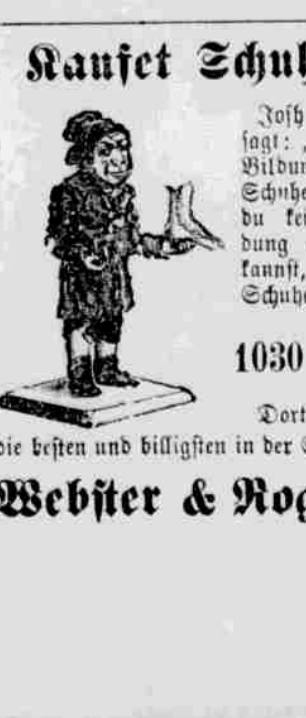 Kaufet Schuh
Josh
sagt: „
Bildun
Schuhe
du kei
dung
kannst,
Schuhe
1030
Dort
die besten und billigsten in der S
Webster & Rog